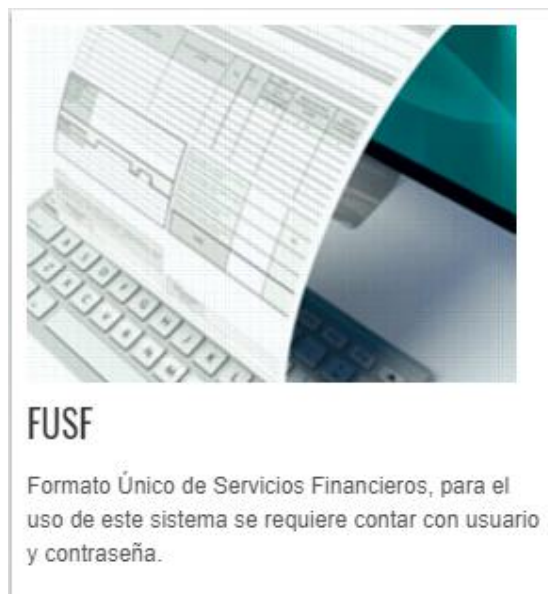 FUSF
Formato Único de Servicios Financieros, para el
uso de este sistema se requiere contar con usuario
y contraseña.